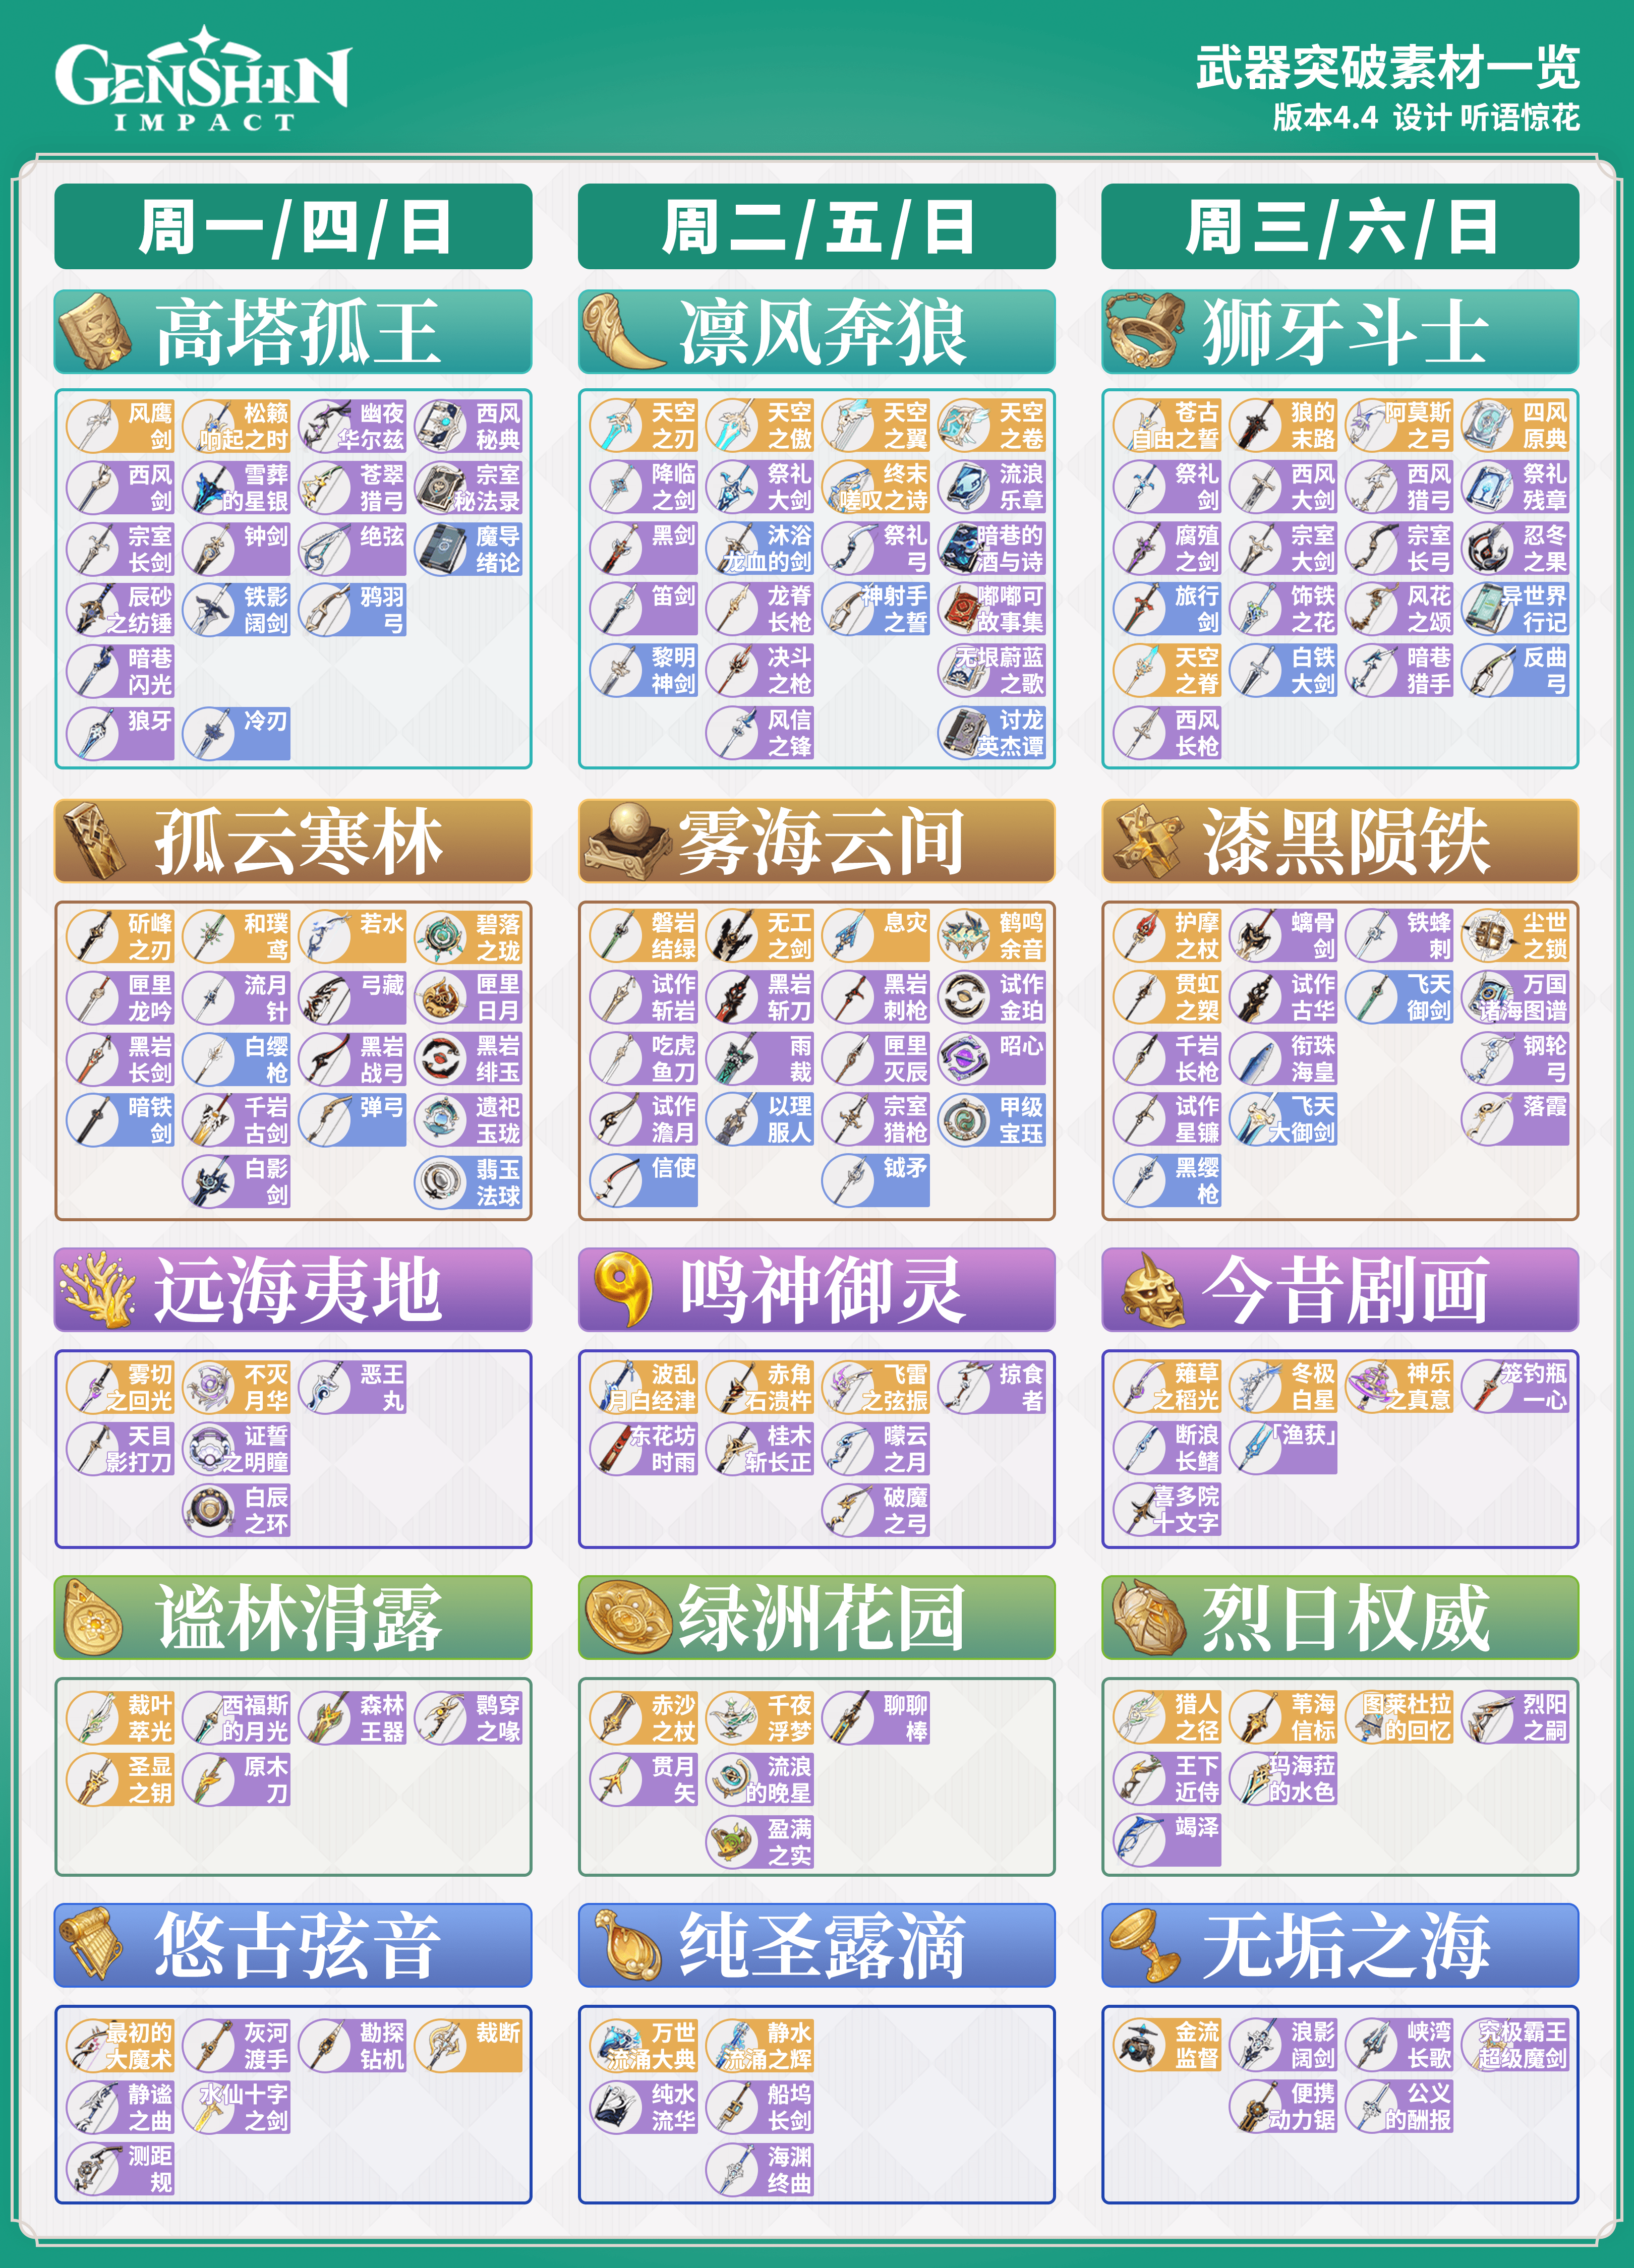 GENSHIN
IMPACT
武器突破素材一览
版本4.4 设计 听语惊花
周一/四/日
周二/五/日
周三/六/日
高塔孤王
凛风奔狼
狮牙斗士
风鹰
剑
松籁
响起之时
幽夜
华尔兹
西风
秘典
西风
剑
雪葬
的星银
苍翠
猎弓
宗室
秘法录
宗室
长剑
钟剑
绝弦
魔导
绪论
辰砂
之纺锤
铁影
阔剑
鸦羽
弓
暗巷
闪光
狼牙
冷刃
天空
之刃
天空
之傲
天空
之翼
天空
之卷
降临
之剑
祭礼
大剑
终末
嗟叹之诗
流浪
乐章
黑剑
沐浴
龙血的剑
祭礼
弓
暗巷的
酒与诗
笛剑
龙脊
长枪
神射手
之誓
嘟嘟可
故事集
黎明
神剑
决斗
之枪
无垠蔚蓝
之歌
风信
之锋
讨龙
英杰谭
苍古
自由之誓
狼的
末路
阿莫斯
之弓
四风
原典
祭礼
剑
西风
大剑
西风
猎弓
祭礼
残章
腐殖
之剑
宗室
大剑
宗室
长弓
忍冬
之果
旅行
剑
饰铁
之花
风花
之颂
异世界
行记
天空
之脊
白铁
大剑
暗巷
猎手
反曲
弓
西风
长枪
孤云寒林
雾海云间
漆黑陨铁
斫峰
之刃
和璞
鸢
若水
碧落
之珑
匣里
龙吟
流月
针
弓藏
匣里
日月
黑岩
长剑
白缨
枪
黑岩
战弓
黑岩
绯玉
暗铁
剑
千岩
古剑
弹弓
遗祀
玉珑
白影
剑
翡玉
法球
磐岩
结绿
无工
之剑
息灾
鹤鸣
余音
试作
斩岩
黑岩
斩刀
黑岩
刺枪
试作
金珀
吃虎
鱼刀
雨
裁
匣里
灭辰
昭心
试作
澹月
以理
服人
宗室
猎枪
甲级
宝珏
信使
钺矛
护摩
之杖
螭骨
剑
铁蜂
刺
尘世
之锁
贯虹
之槊
试作
古华
飞天
御剑
万国
诸海图谱
千岩
长枪
衔珠
海皇
钢轮
弓
试作
星镰
飞天
大御剑
落霞
黑缨
枪
远海夷地
鸣神御灵
今昔剧画
雾切
之回光
不灭
月华
恶王
丸
天目
影打刀
证誓
之明瞳
白辰
之环
波乱
月白经津
赤角
石溃杵
飞雷
之弦振
掠食
者
东花坊
时雨
桂木
斩长正
曚云
之月
破魔
之弓
薙草
之稻光
冬极
白星
神乐
之真意
笼钓瓶
一心
断浪
长鳍
「渔获」
喜多院
十文字
谧林涓露
绿洲花园
烈日权威
裁叶
萃光
西福斯
的月光
森林
王器
鹮穿
之喙
圣显
之钥
原木
刀
赤沙
之杖
千夜
浮梦
聊聊
棒
贯月
矢
流浪
的晚星
盈满
之实
猎人
之径
苇海
信标
图莱杜拉
的回忆
烈阳
之嗣
王下
近侍
玛海菈
的水色
竭泽
悠古弦音
纯圣露滴
无垢之海
最初的
大魔术
灰河
渡手
勘探
钻机
裁断
静谧
之曲
水仙十字
之剑
测距
规
万世
流涌大典
静水
流涌之辉
纯水
流华
船坞
长剑
海渊
终曲
金流
监督
浪影
阔剑
峡湾
长歌
究极霸王
超级魔剑
便携
动力锯
公义
的酬报